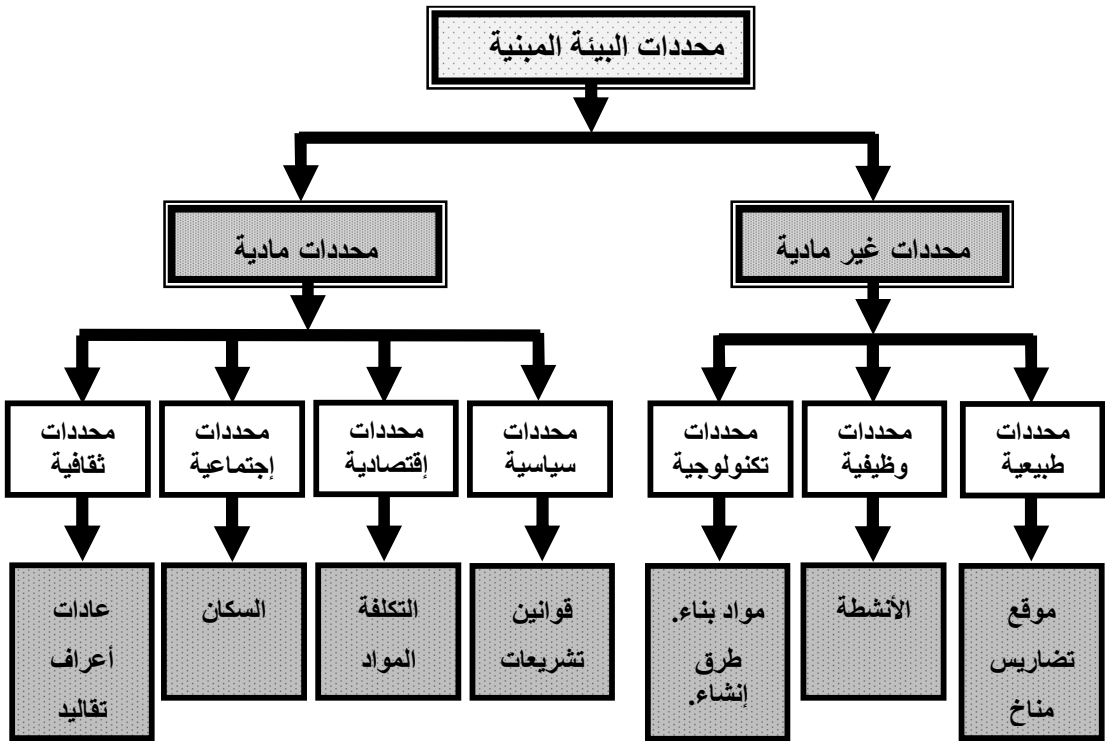 محددات البيئة المبنية
محددات غير مادية
محددات مادية
محددات
طبيعية
محددات
وظيفية
محددات
تكنولوجية
محددات
سياسية
محددات
إقتصادية
محددات
إجتماعية
محددات
ثقافية
موقع
تضاريس
مناخ
الأنشطة
مواد بناء.
طرق
إنشاء.
قوانين
تشريعات
التكلفة
المواد
السكان
عادات
أعراف
تقاليد